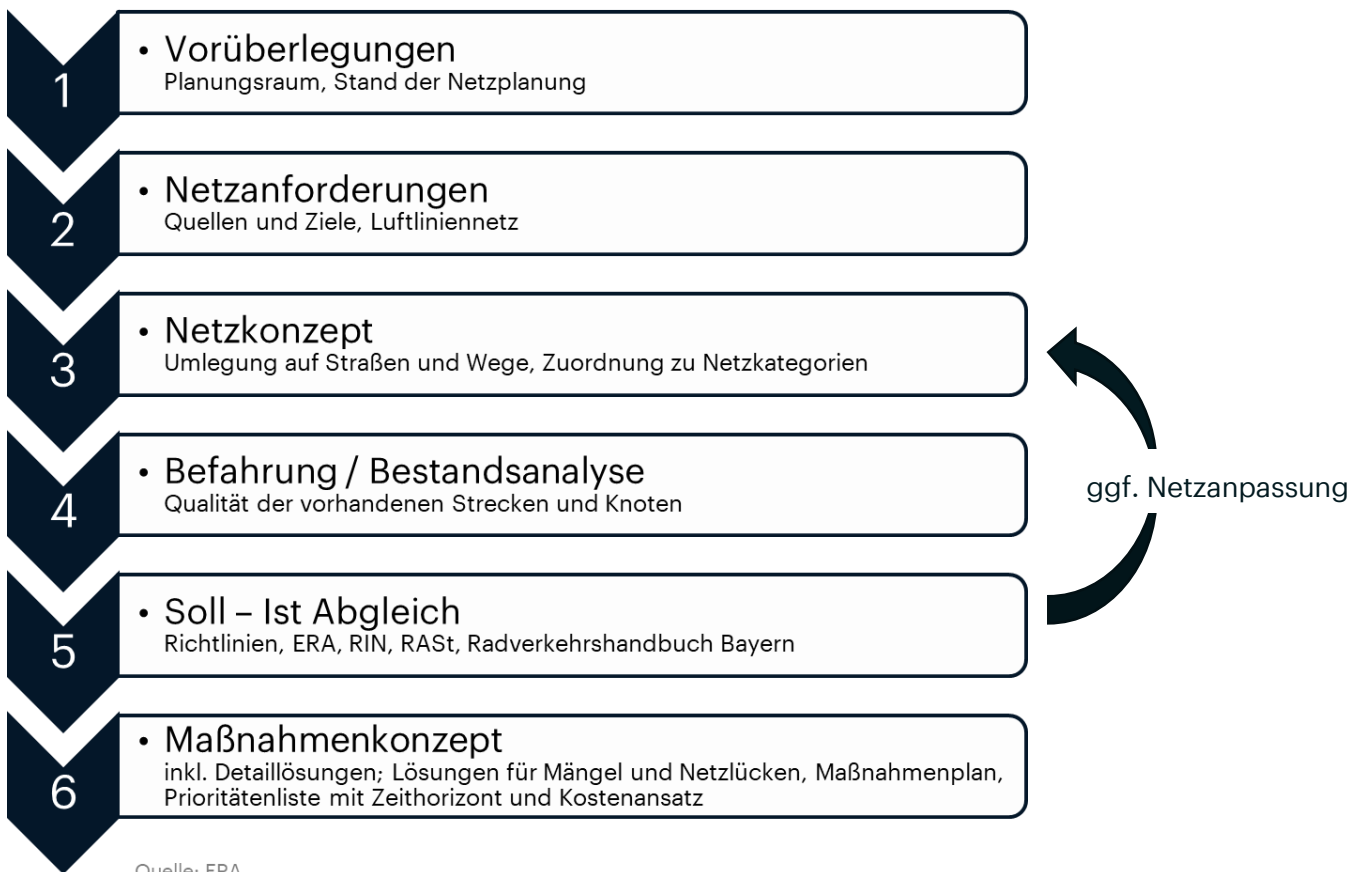 1
• Vorüberlegungen
Planungsraum, Stand der Netzplanung
2
• Netzanforderungen
Quellen und Ziele, Luftliniennetz
3
• Netzkonzept
Umlegung auf Straßen und Wege, Zuordnung zu Netzkategorien
4
• Befahrung / Bestandsanalyse
Qualität der vorhandenen Strecken und Knoten
ggf. Netzanpassung
5
• Soll – Ist Abgleich
Richtlinien, ERA, RIN, RASt, Radverkehrshandbuch Bayern
6
• Maßnahmenkonzept
inkl. Detaillösungen; Lösungen für Mängel und Netzlücken, Maßnahmenplan,
Prioritätenliste mit Zeithorizont und Kostenansatz
Quelle: ERA